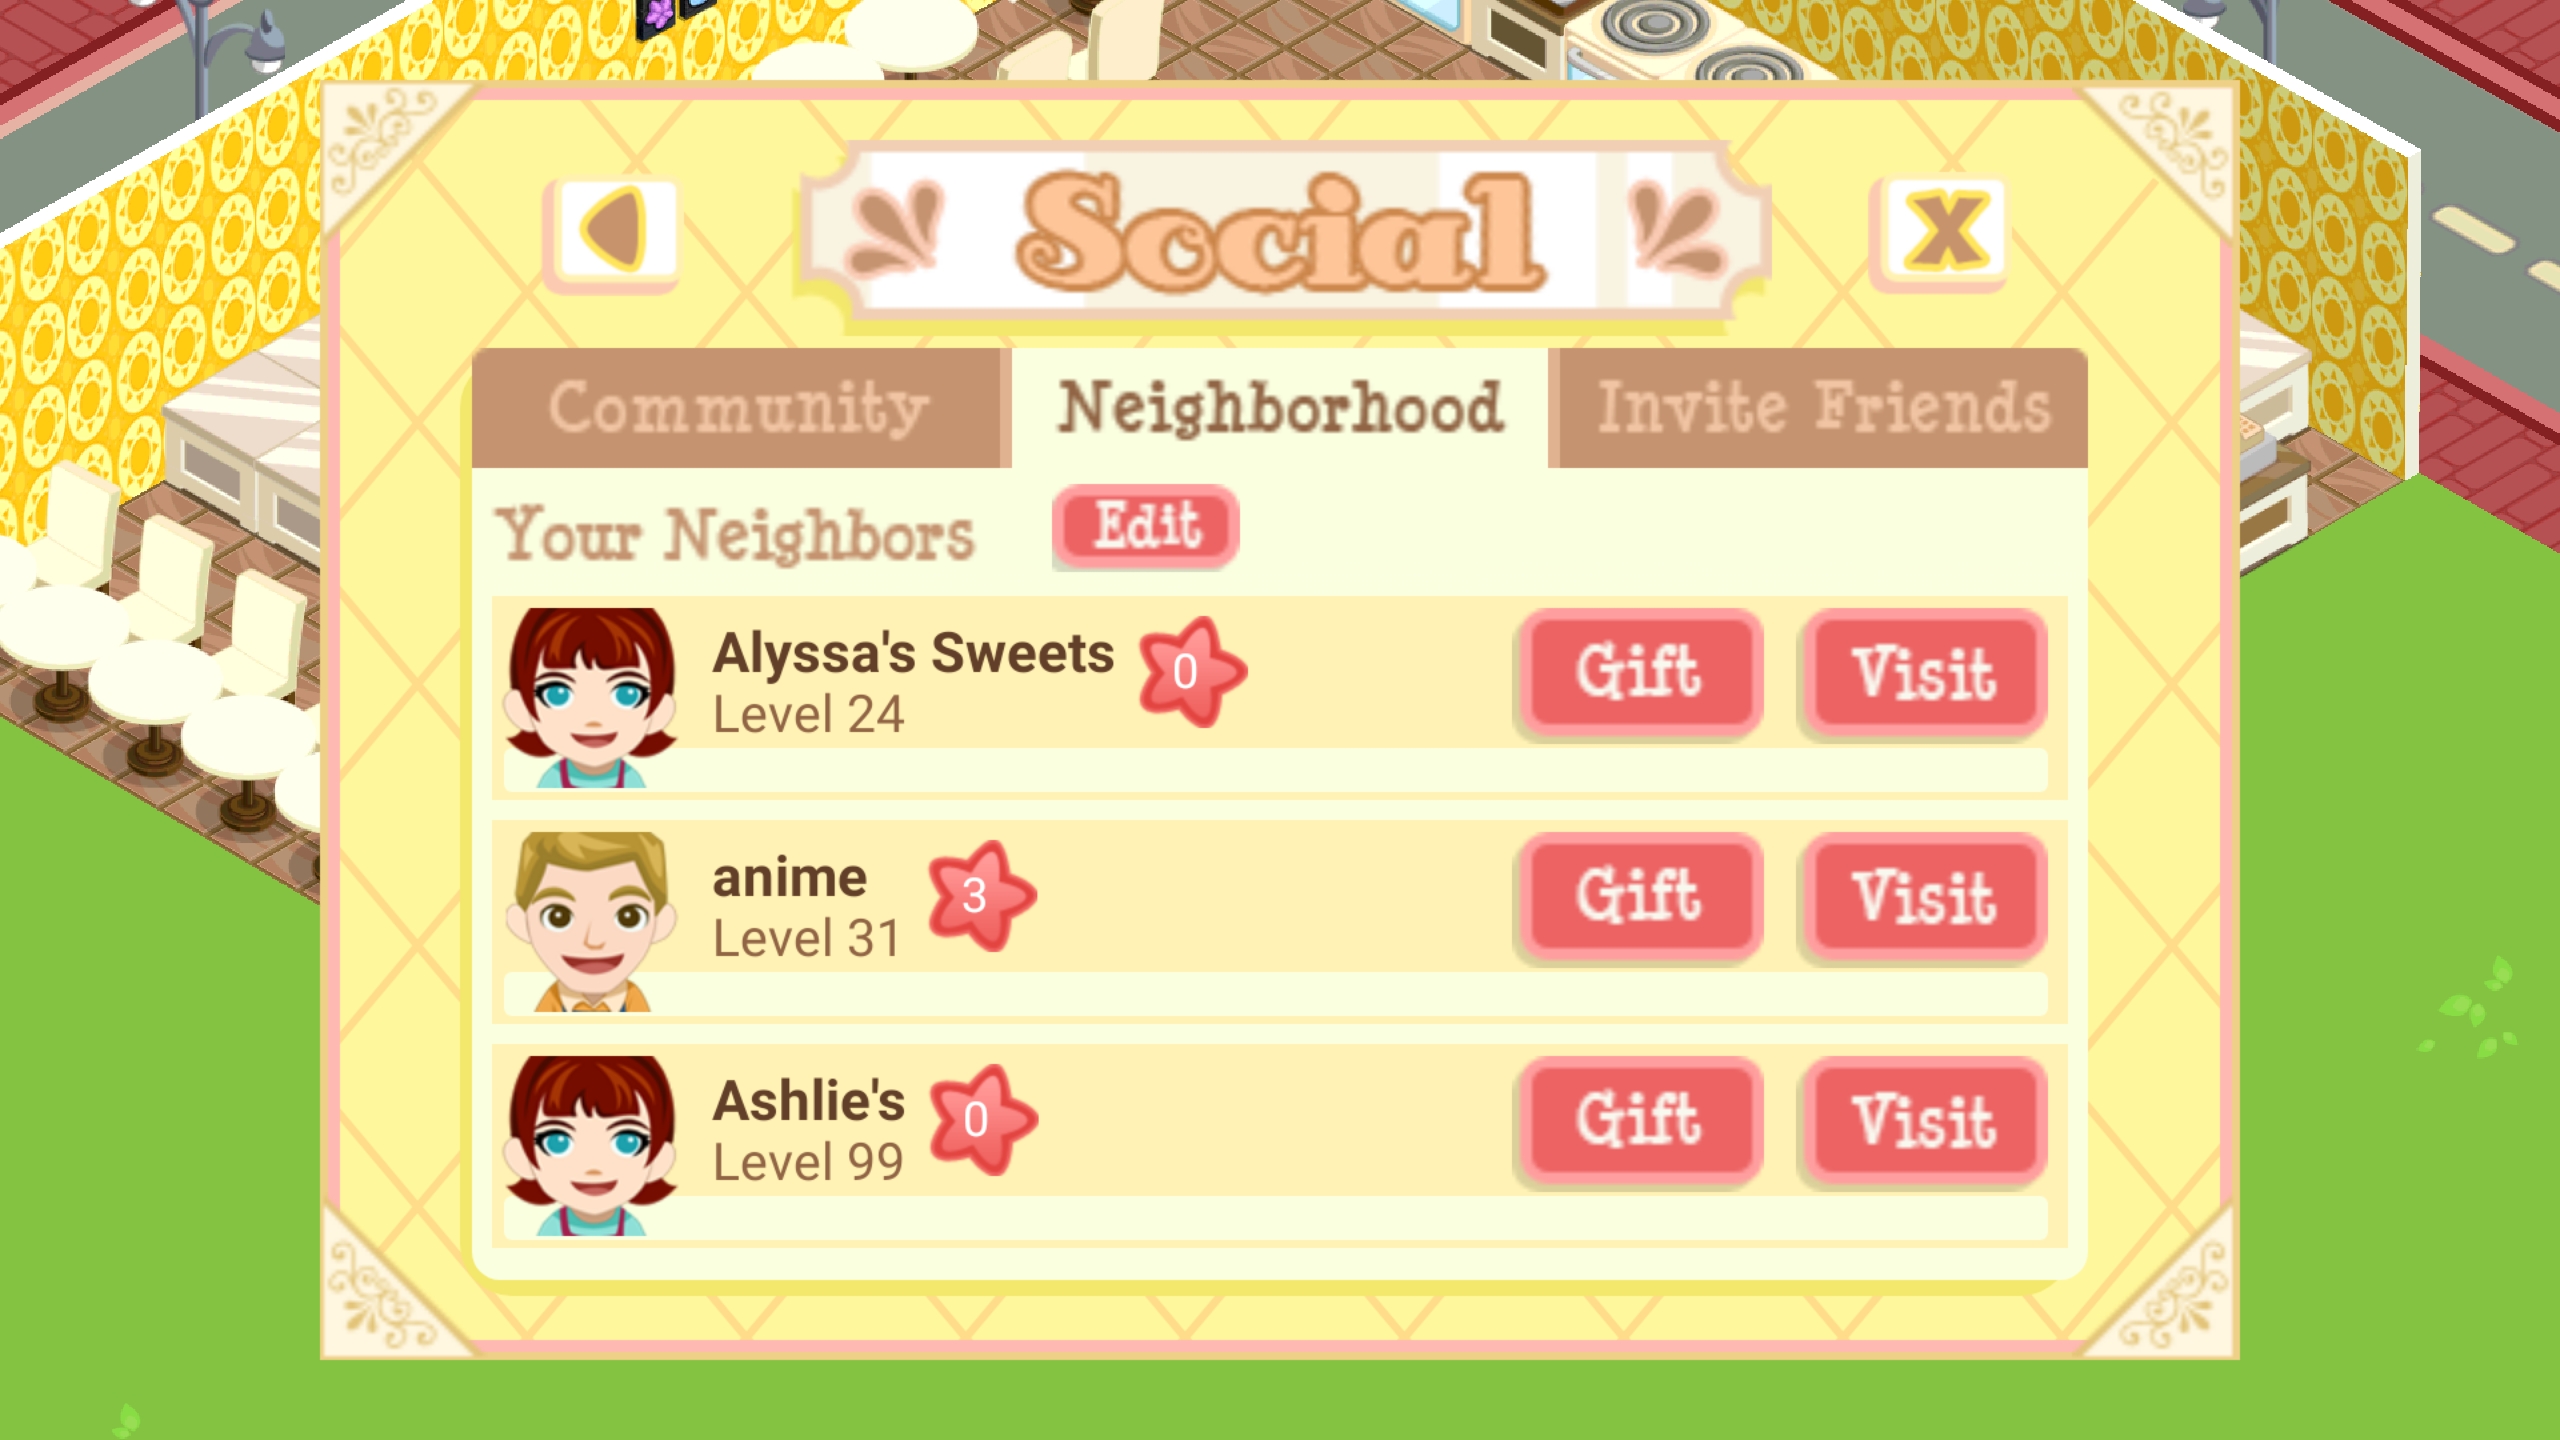 Social
X
Community Neighborhood Invite Friends
Your Neighbors Edit
Alyssa's Sweets 0 Gift Visit
Level 24
anime 3 Gift Visit
Level 31
Ashlie's 0 Gift Visit
Level 99